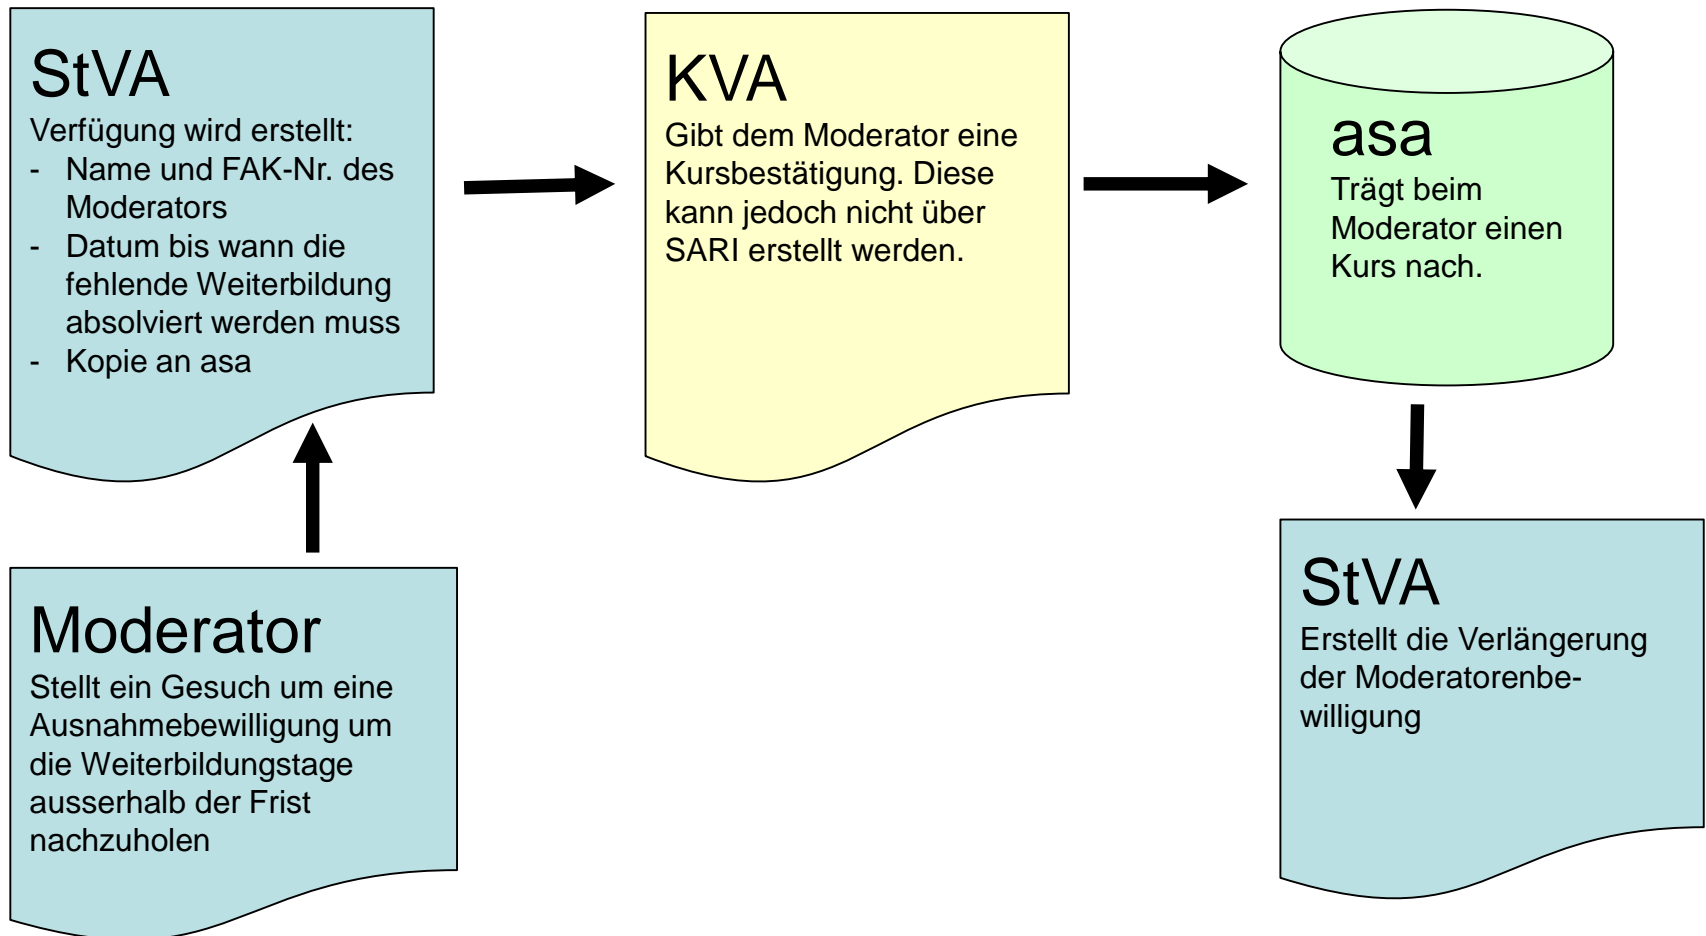 StVA
Verfügung wird erstellt:
- Name und FAK-Nr. des
Moderators
- Datum bis wann die
fehlende Weiterbildung
absolviert werden muss
- Kopie an asa
KVA
Gibt dem Moderator eine
Kursbestätigung. Diese
kann jedoch nicht über
SARI erstellt werden.
asa
Trägt beim
Moderator einen
Kurs nach.
Moderator
Stellt ein Gesuch um eine
Ausnahmebewilligung um
die Weiterbildungstage
ausserhalb der Frist
nachzuholen
StVA
Erstellt die Verlängerung
der Moderatorenbe-
willigung